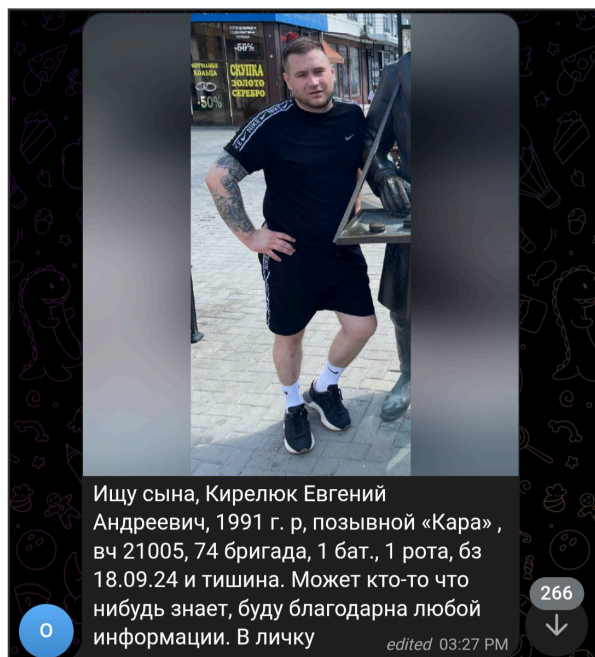 -50%
КОЛЬЦА
-50%
СКУПКА
ЗОЛОТО
СЕРЕБРО
NIKE
Ищу сына, Кирелюк Евгений
Андреевич, 1991 г. р, позывной «Кара» ,
вч 21005, 74 бригада, 1 бат., 1 рота, бз
18.09.24 и тишина. Может кто-то что
нибудь знает, буду благодарна любой
информации. В личку
edited 03:27 PM
266
О